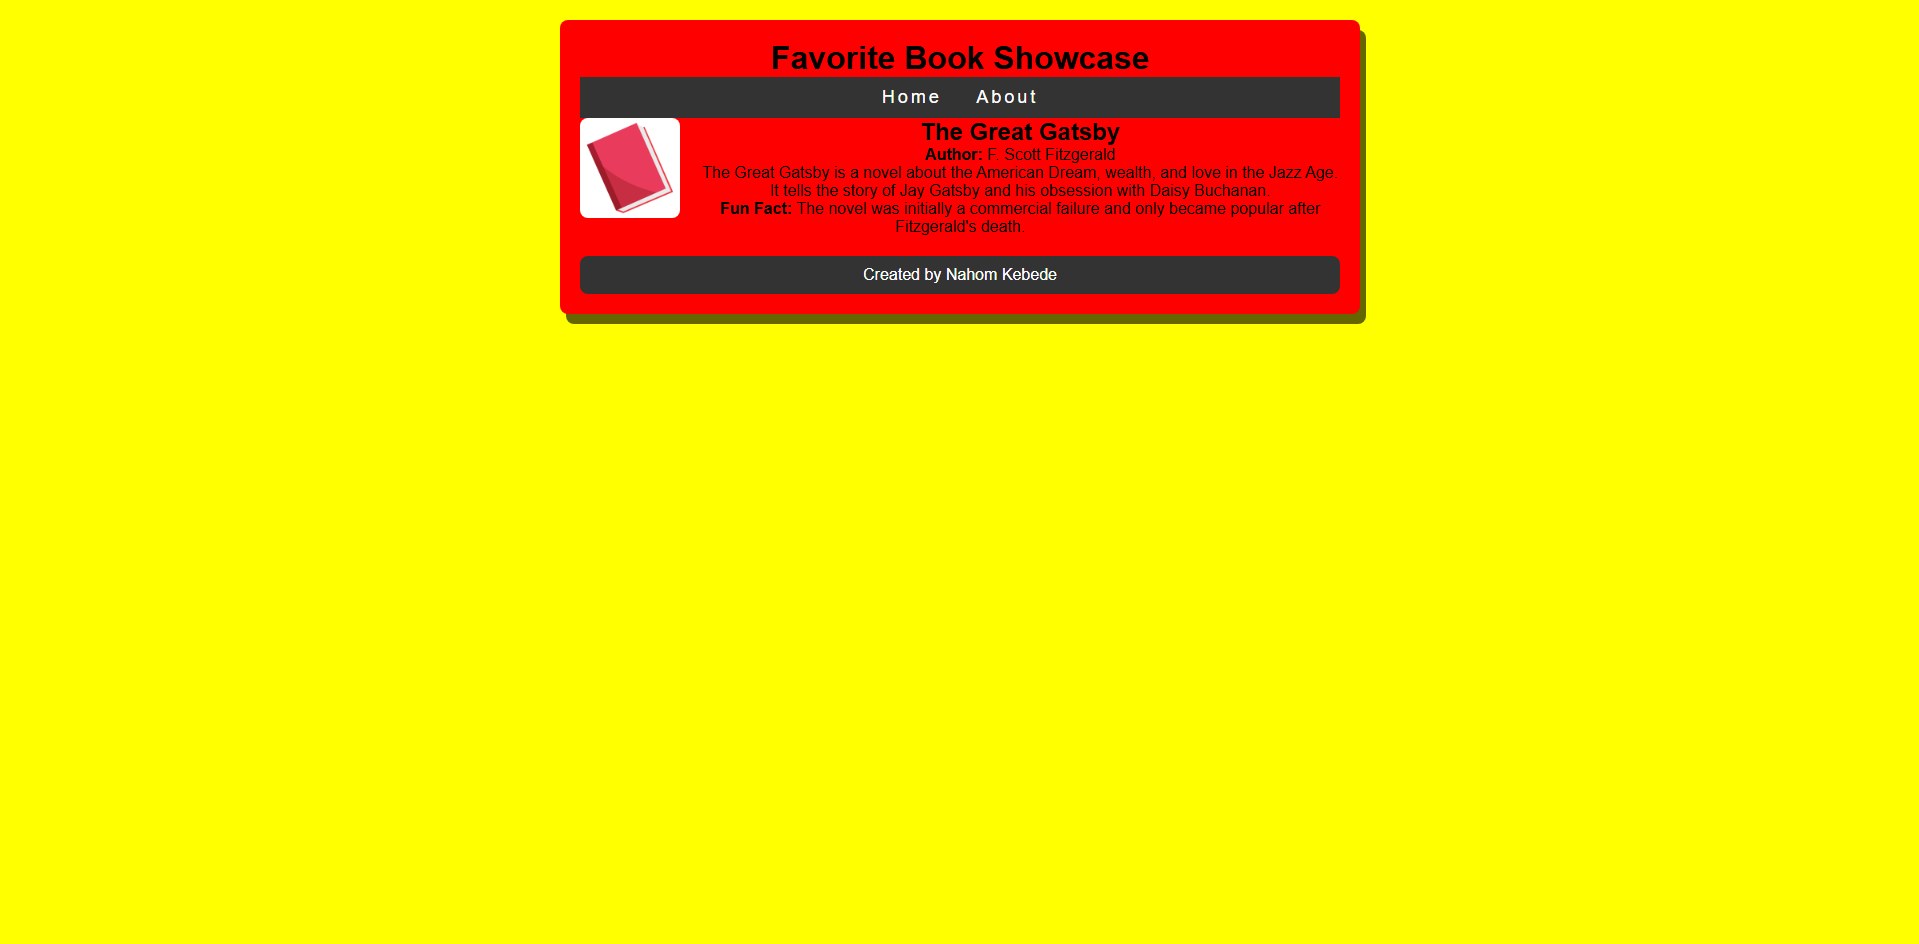 Favorite Book Showcase
Home About
The Great Gatsby
Author: F. Scott Fitzgerald
The Great Gatsby is a novel about the American Dream, wealth, and love in the Jazz Age.
It tells the story of Jay Gatsby and his obsession with Daisy Buchanan.
Fun Fact: The novel was initially a commercial failure and only became popular after
Fitzgerald's death.
Created by Nahom Kebede